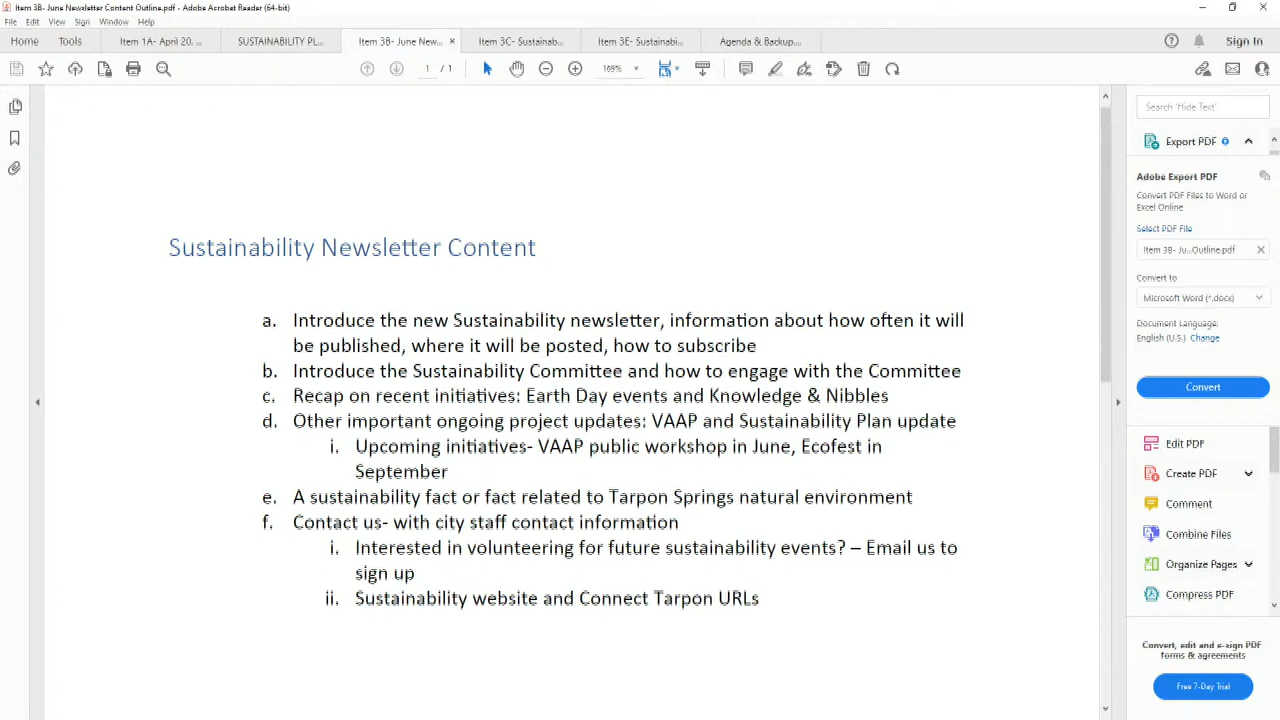 Item 3B- June Newsletter Content Outline.pdf - Adobe Acrobat Reader (64-bit)
File Edit View Sign Window Help
Home Tools Item 1A- April 20, ... SUSTAINABILITY PL... Item 3B- June New... × Item 3C- Sustainab... Item 3E- Sustainabi... Agenda & Backup... Sign In
1 / 1 169%
Search 'Hide Text'
Export PDF
Adobe Export PDF
Convert PDF Files to Word or
Excel Online
Select PDF File
Item 3B- Ju...Outline.pdf
Convert to
Microsoft Word (*.docx)
Document Language:
English (U.S.) Change
Convert
Edit PDF
Create PDF
Comment
Combine Files
Organize Pages
Compress PDF
Convert, edit and e-sign PDF
forms & agreements
Free 7-Day Trial
Sustainability Newsletter Content
a. Introduce the new Sustainability newsletter, information about how often it will
be published, where it will be posted, how to subscribe
b. Introduce the Sustainability Committee and how to engage with the Committee
c. Recap on recent initiatives: Earth Day events and Knowledge & Nibbles
d. Other important ongoing project updates: VAAP and Sustainability Plan update
i. Upcoming initiatives- VAAP public workshop in June, Ecofest in
September
e. A sustainability fact or fact related to Tarpon Springs natural environment
f. Contact us- with city staff contact information
i. Interested in volunteering for future sustainability events? – Email us to
sign up
ii. Sustainability website and Connect Tarpon URLs